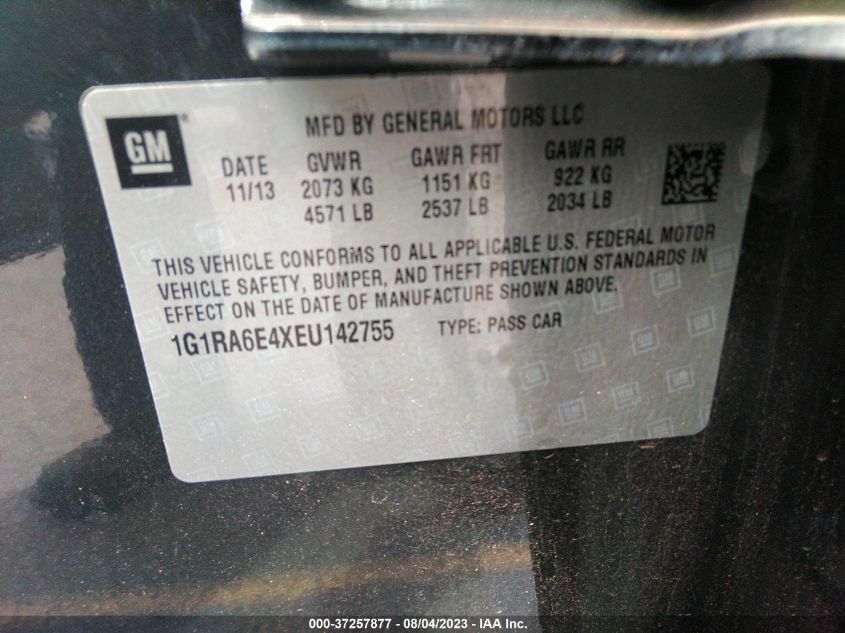 GM
MFD BY GENERAL MOTORS LLC
DATE GVWR GAWR FRT GAWR RR
11/13 2073 KG 1151 KG 922 KG
4571 LB 2537 LB 2034 LB
THIS VEHICLE CONFORMS TO ALL APPLICABLE U.S. FEDERAL MOTOR
VEHICLE SAFETY, BUMPER, AND THEFT PREVENTION STANDARDS IN
EFFECT ON THE DATE OF MANUFACTURE SHOWN ABOVE.
1G1RA6E4XEU142755 TYPE: PASS CAR
000-37257877 - 08/04/2023 - IAA Inc.